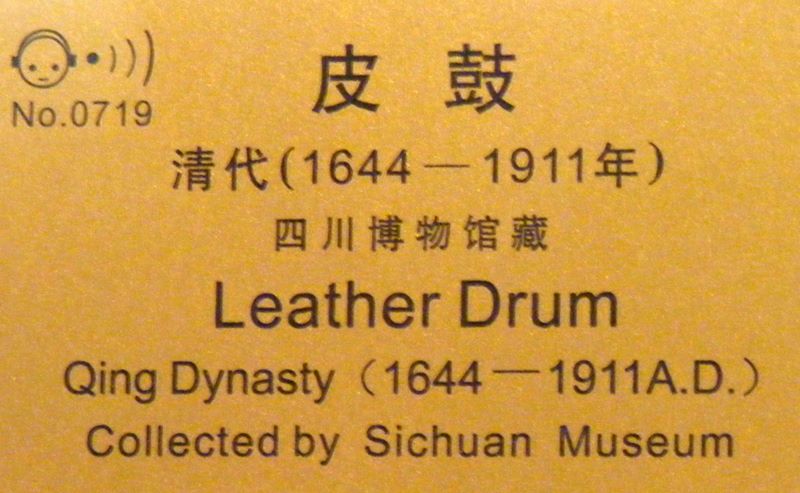 No.0719
皮 鼓
清代(1644—1911年)
四川博物馆藏
Leather Drum
Qing Dynasty（1644—1911A.D.）
Collected by Sichuan Museum